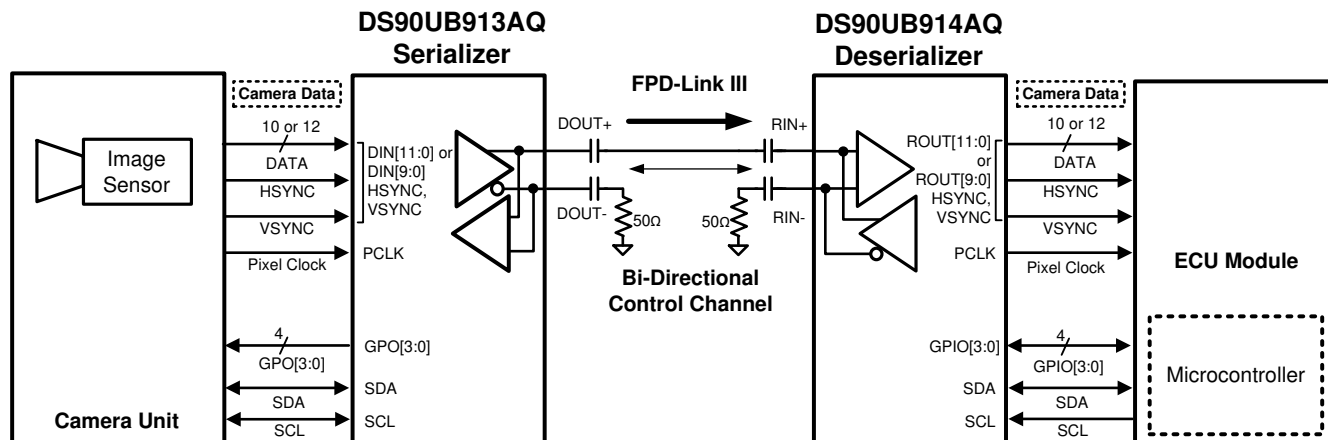 DS90UB913AQ
Serializer
DS90UB914AQ
Deserializer
Camera Data
FPD-Link III
Camera Data
Image
Sensor
10 or 12
DATA
HSYNC
VSYNC
Pixel Clock
DIN[11:0] or
DIN[9:0]
HSYNC,
VSYNC
PCLK
DOUT+
DOUT-
50Ω
RIN+
RIN-
50Ω
Bi-Directional
Control Channel
ROUT[11:0]
or
ROUT[9:0]
HSYNC,
VSYNC
PCLK
10 or 12
DATA
HSYNC
VSYNC
Pixel Clock
ECU Module
4
GPO[3:0]
GPO[3:0]
SDA
SDA
SCL
SCL
Camera Unit
GPIO[3:0]
4
GPIO[3:0]
SDA
SDA
SCL
SCL
Microcontroller